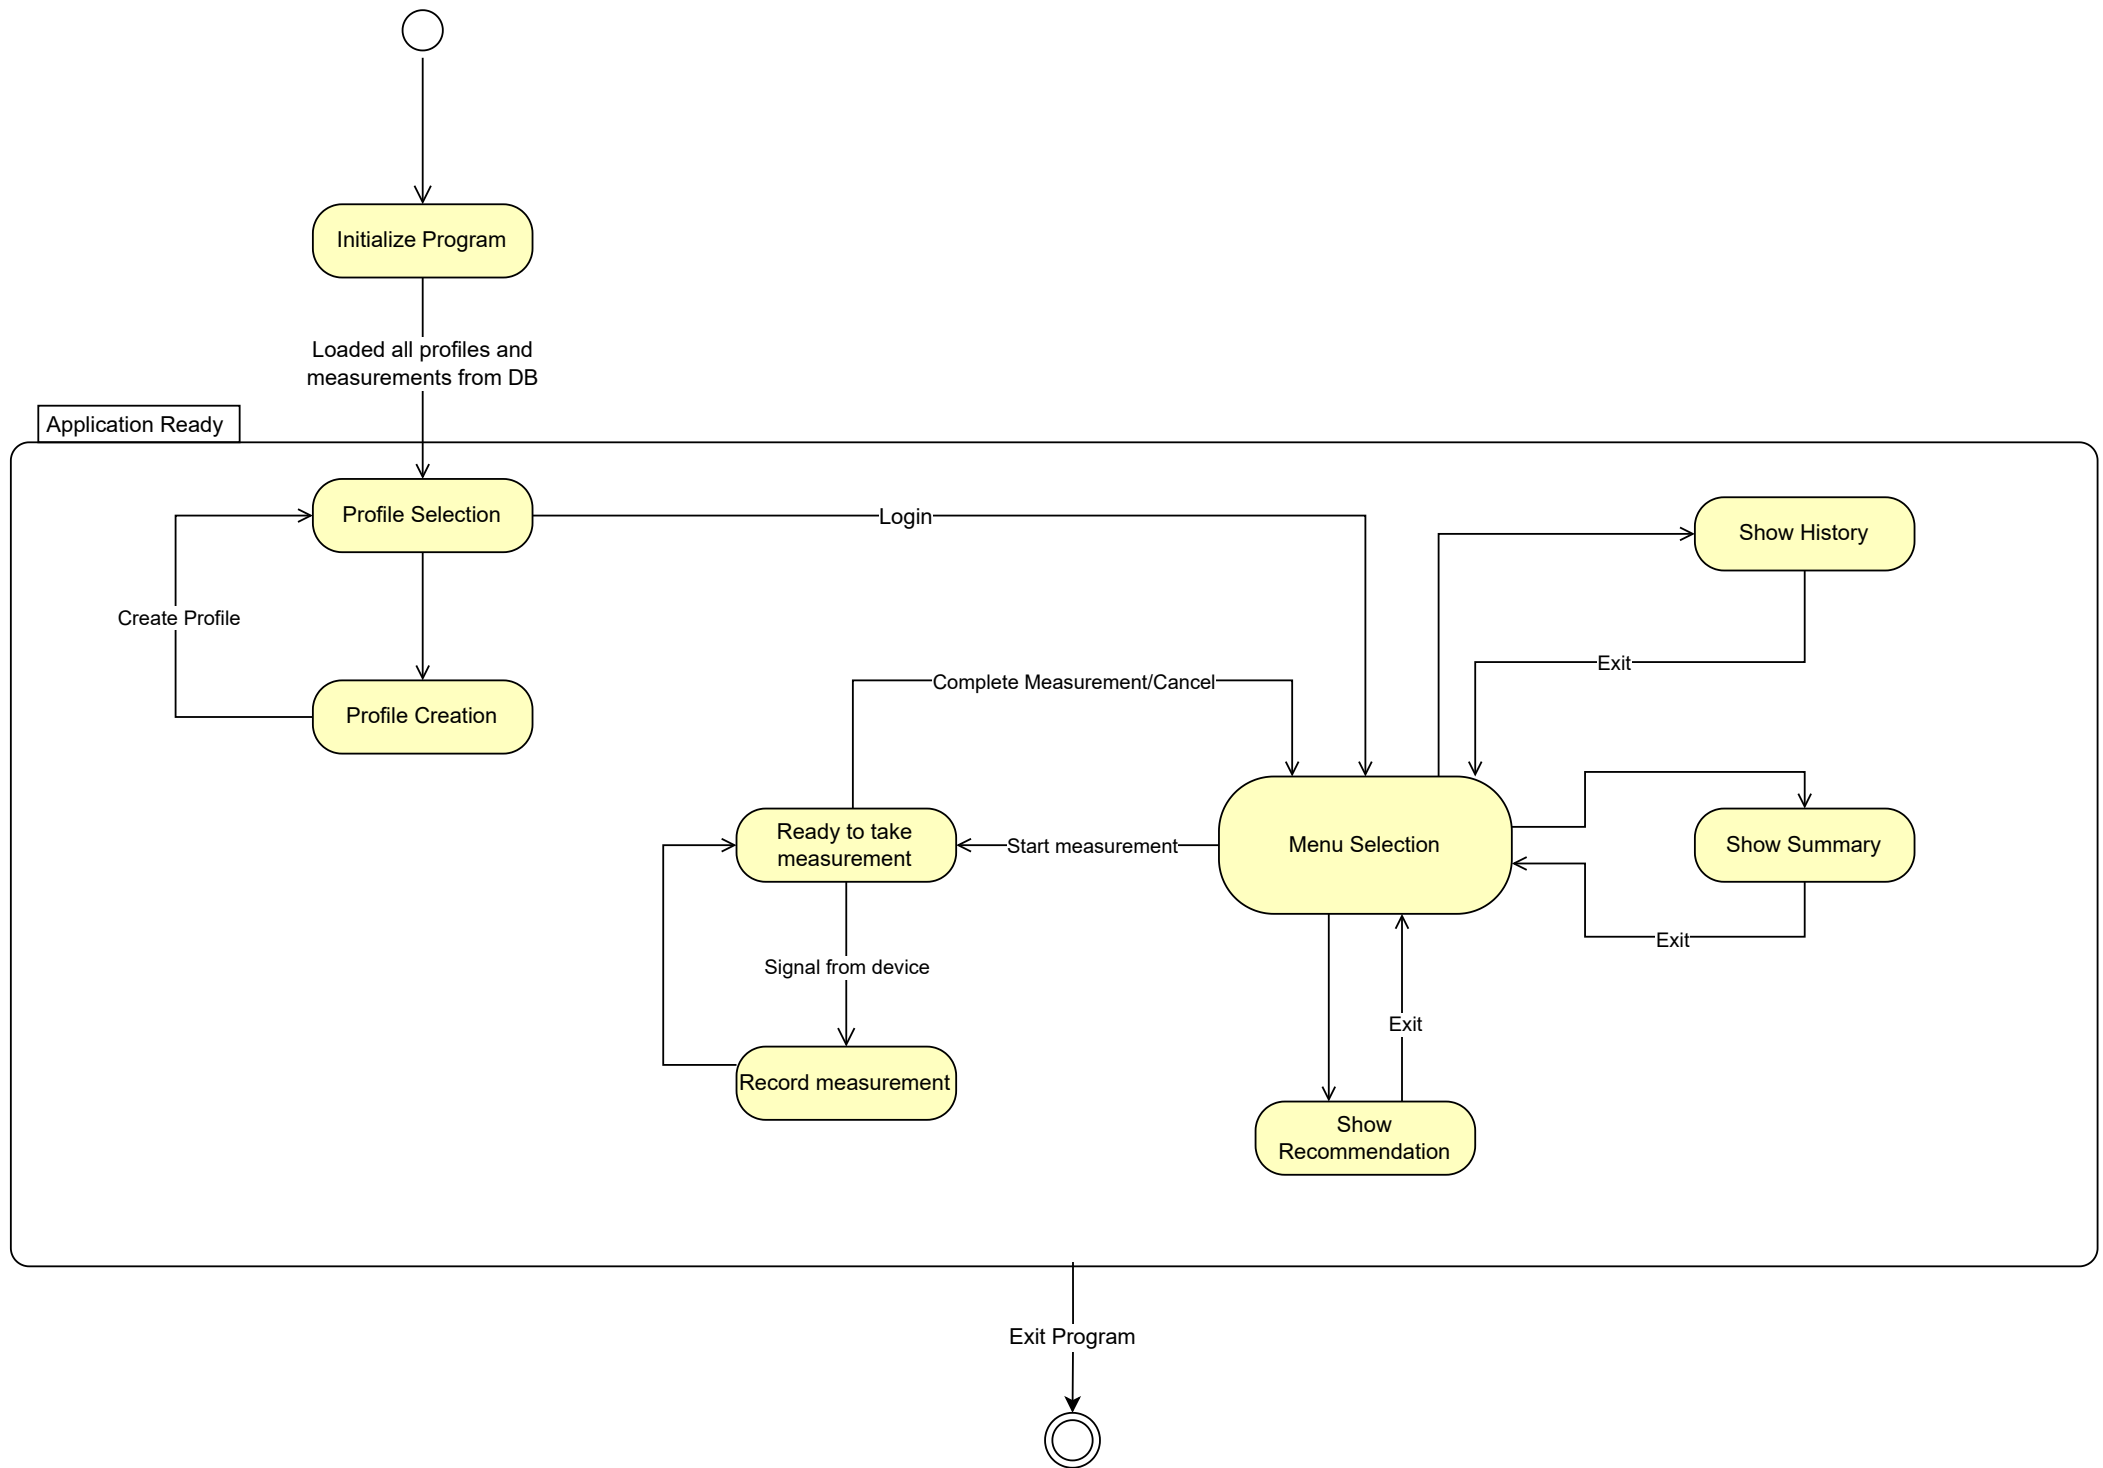 Initialize Program
Loaded all profiles and
measurements from DB
Application Ready
Profile Selection
Login
Show History
Create Profile
Exit
Complete Measurement/Cancel
Profile Creation
Ready to take
measurement
Start measurement
Menu Selection
Show Summary
Exit
Signal from device
Exit
Record measurement
Show
Recommendation
Exit Program